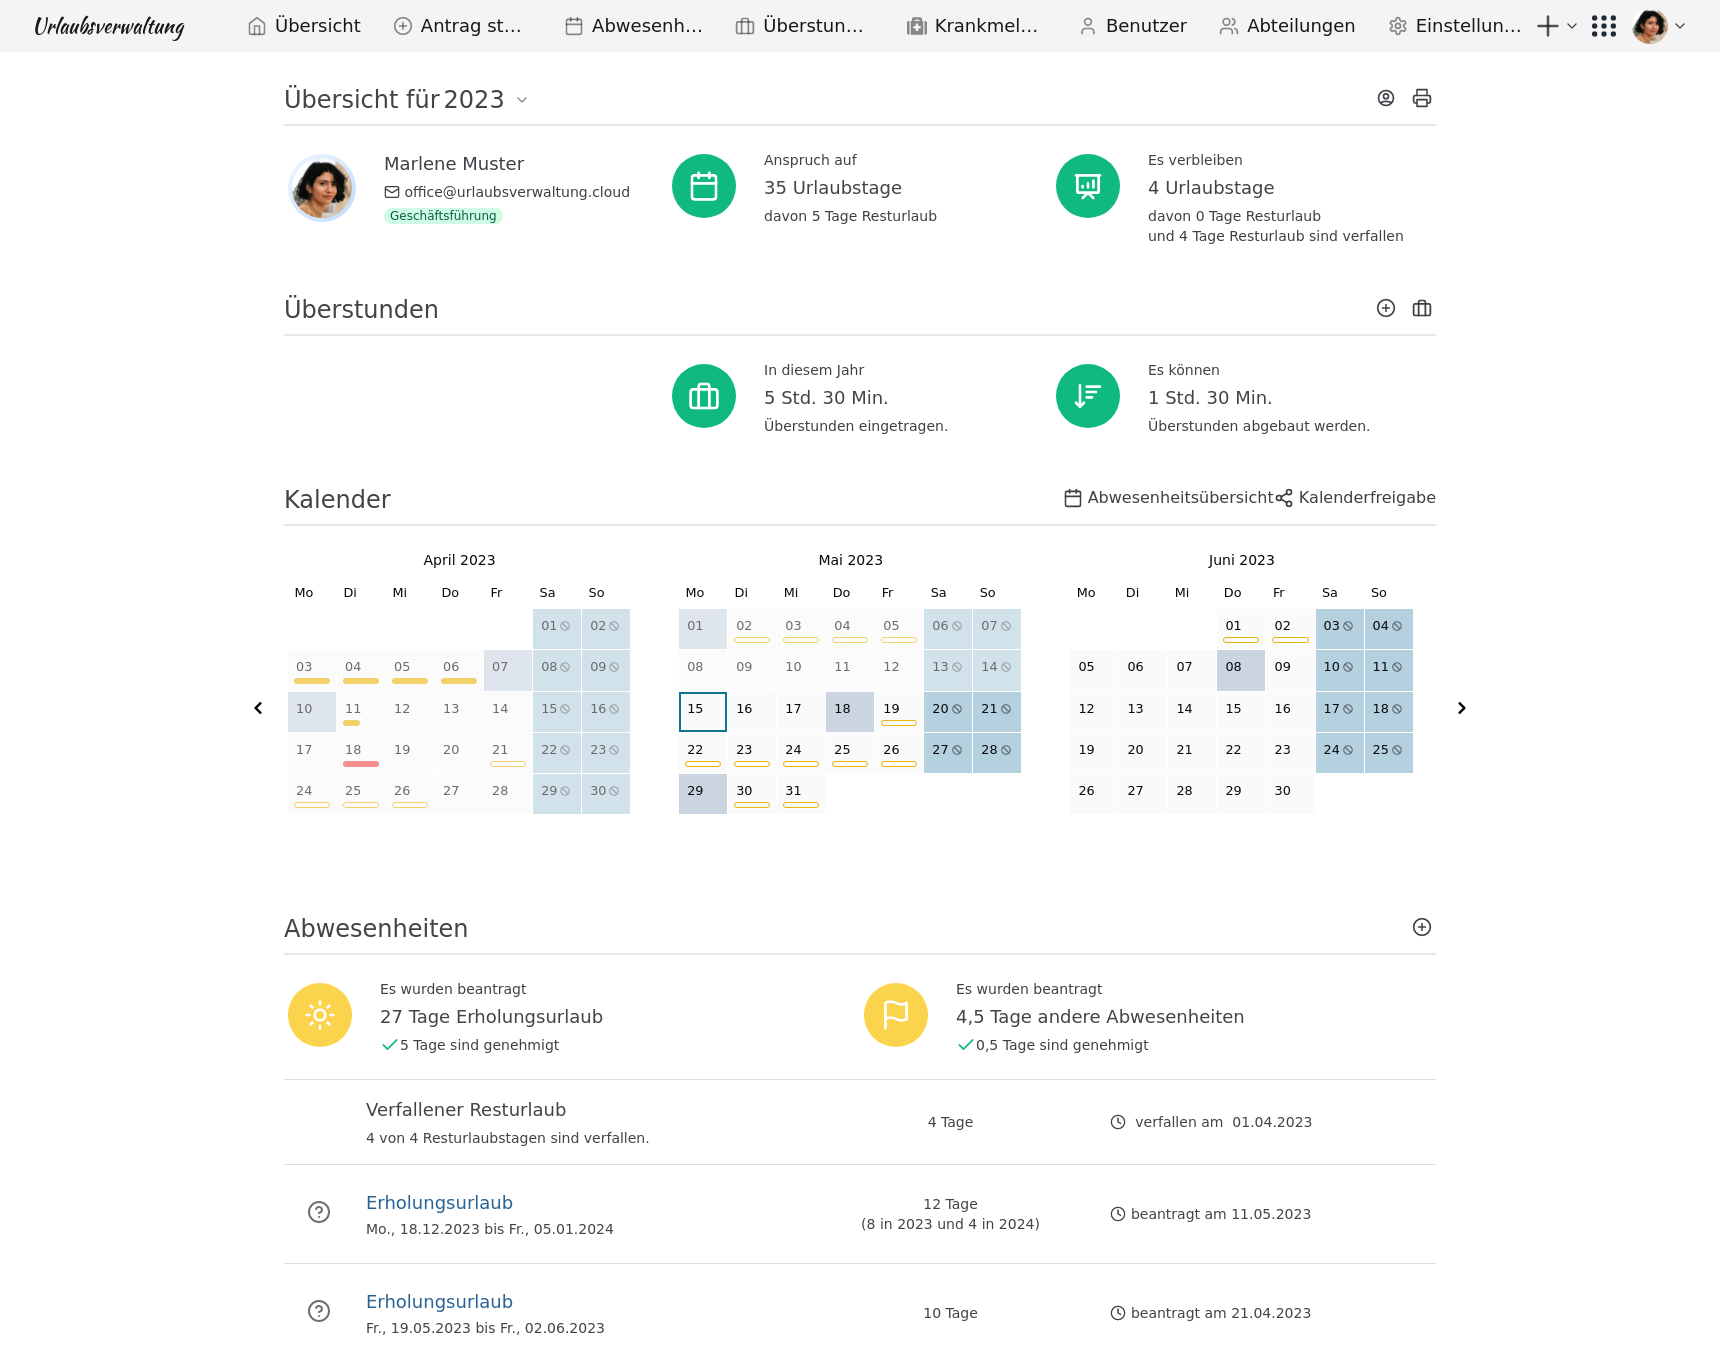 Urlaubsverwaltung
Übersicht
Antrag st…
Abwesenh…
Überstun…
Krankmel…
Benutzer
Abteilungen
Einstellun…
Übersicht für 2023
Marlene Muster
office@urlaubsverwaltung.cloud
Geschäftsführung
Anspruch auf
35 Urlaubstage
davon 5 Tage Resturlaub
Es verbleiben
4 Urlaubstage
davon 0 Tage Resturlaub
und 4 Tage Resturlaub sind verfallen
Überstunden
In diesem Jahr
5 Std. 30 Min.
Überstunden eingetragen.
Es können
1 Std. 30 Min.
Überstunden abgebaut werden.
Kalender
Abwesenheitsübersicht
Kalenderfreigabe
April 2023
Mo Di Mi Do Fr Sa So
01 02
03 04 05 06 07 08 09
10 11 12 13 14 15 16
17 18 19 20 21 22 23
24 25 26 27 28 29 30
Mai 2023
Mo Di Mi Do Fr Sa So
01 02 03 04 05 06 07
08 09 10 11 12 13 14
15 16 17 18 19 20 21
22 23 24 25 26 27 28
29 30 31
Juni 2023
Mo Di Mi Do Fr Sa So
01 02 03 04
05 06 07 08 09 10 11
12 13 14 15 16 17 18
19 20 21 22 23 24 25
26 27 28 29 30
Abwesenheiten
Es wurden beantragt
27 Tage Erholungsurlaub
5 Tage sind genehmigt
Es wurden beantragt
4,5 Tage andere Abwesenheiten
0,5 Tage sind genehmigt
Verfallener Resturlaub
4 von 4 Resturlaubstagen sind verfallen.
4 Tage
verfallen am 01.04.2023
Erholungsurlaub
Mo., 18.12.2023 bis Fr., 05.01.2024
12 Tage
(8 in 2023 und 4 in 2024)
beantragt am 11.05.2023
Erholungsurlaub
Fr., 19.05.2023 bis Fr., 02.06.2023
10 Tage
beantragt am 21.04.2023